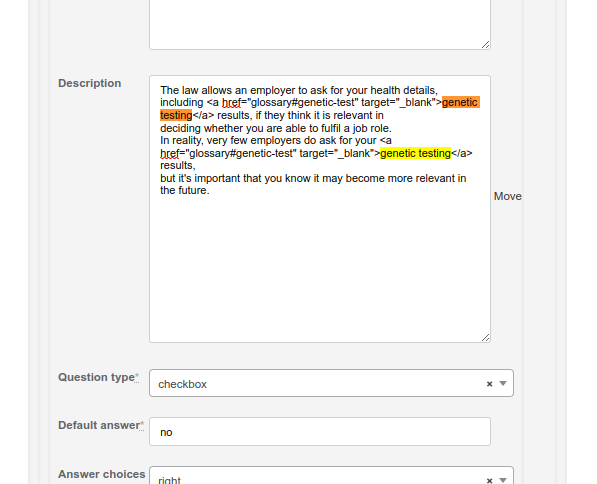 Description
The law allows an employer to ask for your health details,
including <a href="glossary#genetic-test" target="_blank">genetic
testing</a> results, if they think it is relevant in
deciding whether you are able to fulfil a job role.
In reality, very few employers do ask for your <a
href="glossary#genetic-test" target="_blank">genetic testing</a>
results,
but it's important that you know it may become more relevant in
the future.
Move
Question type*
checkbox
×
Default answer*
no
Answer choices
right
×